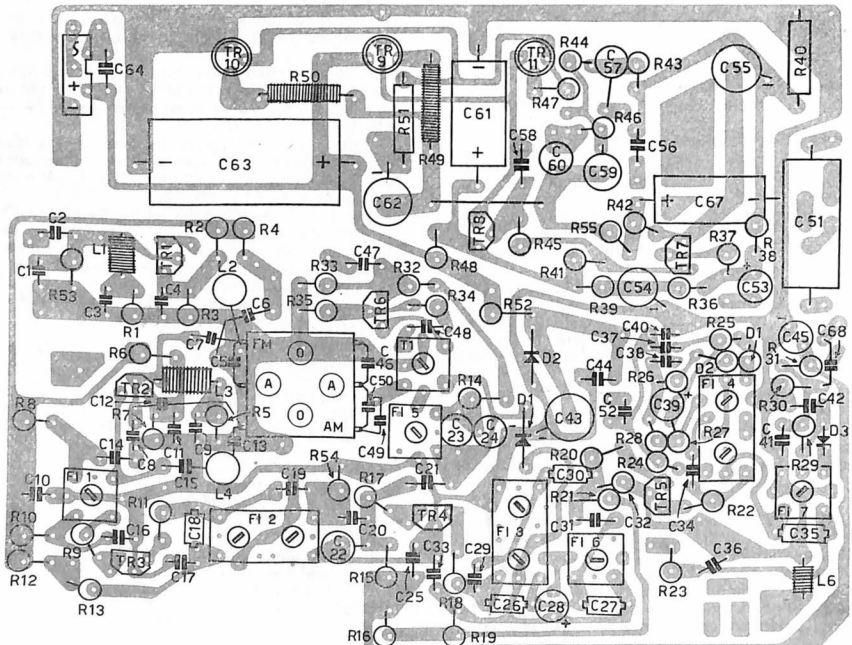 S
+
-
C64
TR 10
R50
TR 9
R51
R49
C61
-
+
TR 11
R44
C 57
R43
R47
R46
C58
C 60
C59
C56
C55
-
R40
-
C63
+
-
C62
R42
+
C67
-
C51
C2
L1
TR1
R2
R4
C1
R53
C3
C4
R1
R3
L2
C6
C7
FM
C5
R33
C47
R32
R35
TR6
R34
R48
TR8
R45
R55
R41
TR7
R37
R 38
R39
C54
-
R36
+
C53
R52
C48
T1
R6
TR2
C12
L3
R5
R7
R8
C14
C8
C11
C9
C13
C15
L4
O
A
A
O
AM
C 46
C50
C49
FI 5
R14
C 23
C 24
D2
D1
C43
C44
C 52
C40
C37
C38
R25
D1
D2
R26
+
C39
FI 4
C45
R 31
C68
R30
C42
C 41
D3
R29
R28
R27
R24
R20
C30
C10
FI 1
R10
R9
C16
R11
R12
TR3
R13
C17
C18
FI 2
C19
R54
R17
C21
C20
C 22
TR4
R15
C25
C33
R18
C29
FI 3
C31
R21
C32
TR5
C34
R22
FI 7
C35
FI 6
C26
C28
+
C27
R23
C36
L6
R16
R19